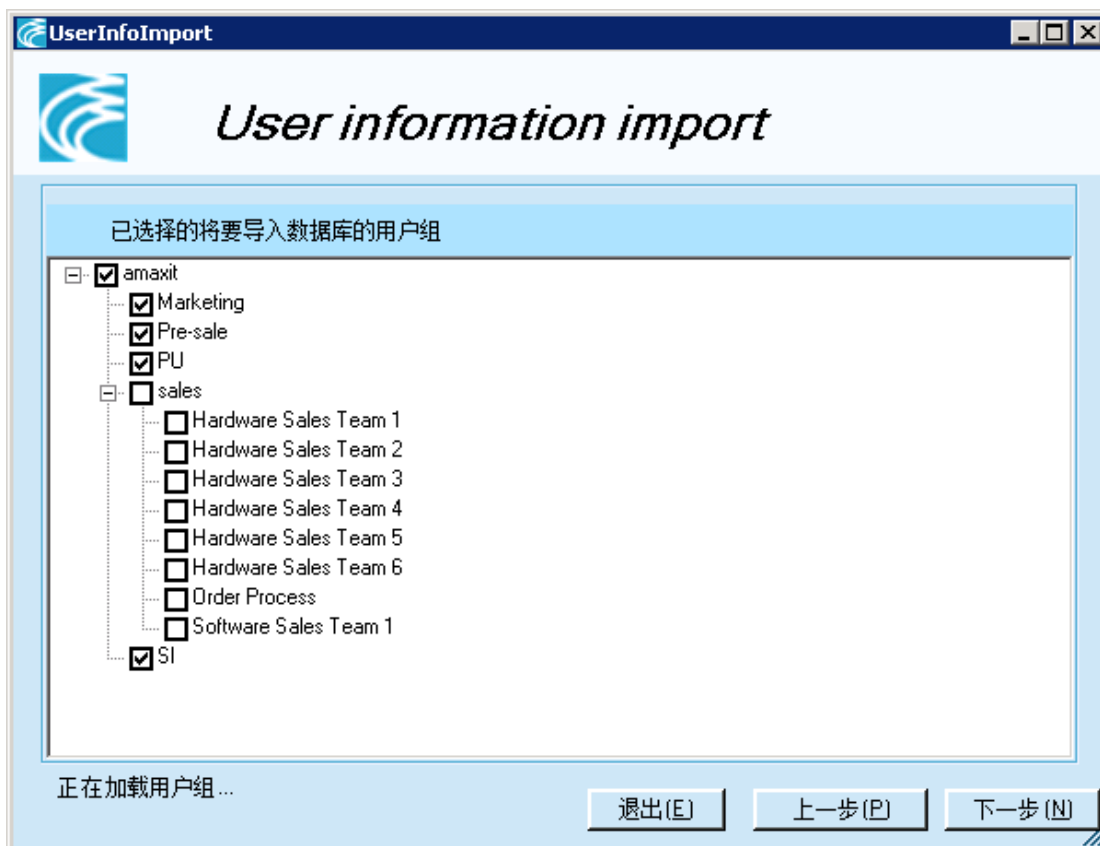 UserInfoImport
User information import
已选择的将要导入数据库的用户组
amaxit
Marketing
Pre-sale
PU
sales
Hardware Sales Team 1
Hardware Sales Team 2
Hardware Sales Team 3
Hardware Sales Team 4
Hardware Sales Team 5
Hardware Sales Team 6
Order Process
Software Sales Team 1
SI
正在加载用户组...
退出(E) 上一步(P) 下一步(N)